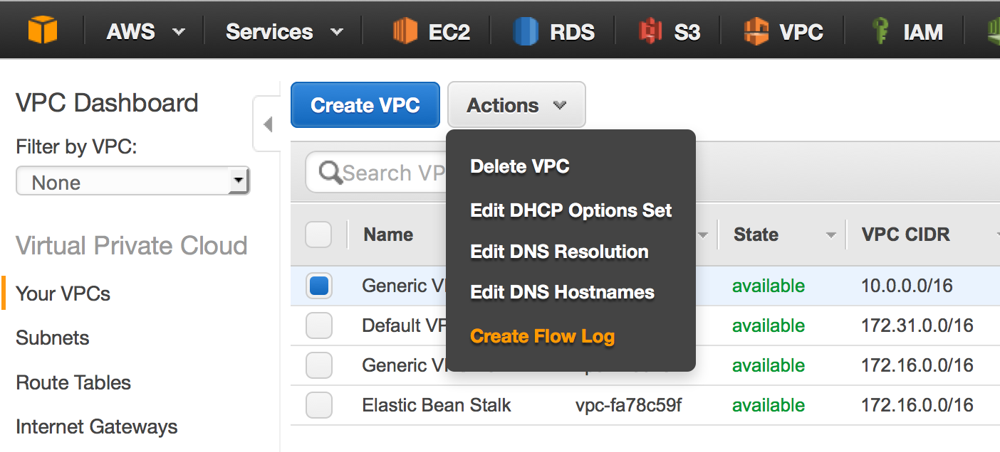 AWS Services EC2 RDS S3 VPC IAM
VPC Dashboard
Filter by VPC:
None
Virtual Private Cloud
Your VPCs
Subnets
Route Tables
Internet Gateways
Create VPC Actions
Search
Delete VPC
Edit DHCP Options Set
Edit DNS Resolution
Edit DNS Hostnames
Create Flow Log
Name State VPC CIDR
Generic available 10.0.0.0/16
Default available 172.31.0.0/16
Generic available 172.16.0.0/16
Elastic Bean Stalk vpc-fa78c59f available 172.16.0.0/16